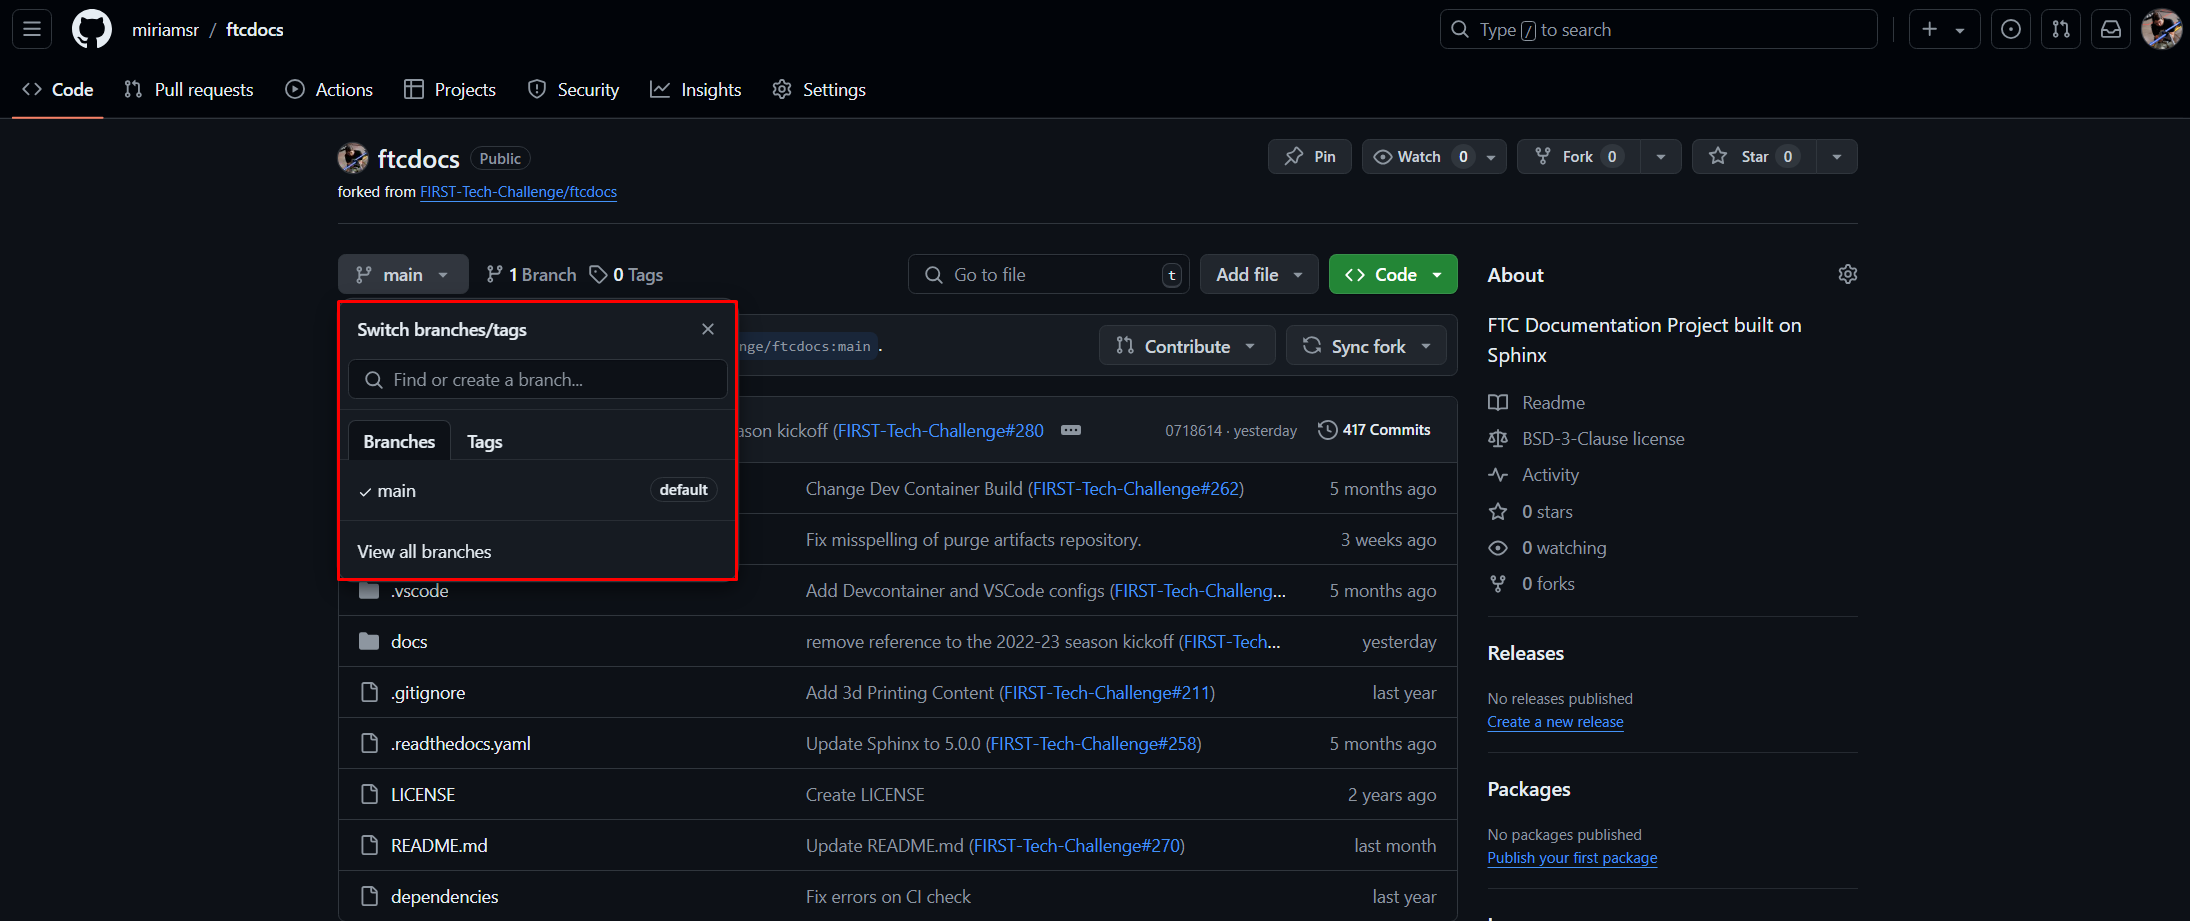 miriamsr / ftcdocs
Type / to search
Code Pull requests Actions Projects Security Insights Settings
ftcdocs Public
Pin Watch 0 Fork 0 Star 0
forked from FIRST-Tech-Challenge/ftcdocs
main 1 Branch 0 Tags Go to file t Add file Code
Switch branches/tags
nge/ftcdocs:main . Contribute Sync fork
Find or create a branch...
ason kickoff (FIRST-Tech-Challenge#280 0718614 · yesterday 417 Commits
Branches Tags
Change Dev Container Build (FIRST-Tech-Challenge#262) 5 months ago
main default
Fix misspelling of purge artifacts repository. 3 weeks ago
View all branches
.vscode Add Devcontainer and VSCode configs (FIRST-Tech-Challeng... 5 months ago
docs remove reference to the 2022-23 season kickoff (FIRST-Tech... yesterday
.gitignore Add 3d Printing Content (FIRST-Tech-Challenge#211) last year
.readthedocs.yaml Update Sphinx to 5.0.0 (FIRST-Tech-Challenge#258) 5 months ago
LICENSE Create LICENSE 2 years ago
README.md Update README.md (FIRST-Tech-Challenge#270) last month
dependencies Fix errors on CI check last year
About
FTC Documentation Project built on
Sphinx
Readme
BSD-3-Clause license
Activity
0 stars
0 watching
0 forks
Releases
No releases published
Create a new release
Packages
No packages published
Publish your first package